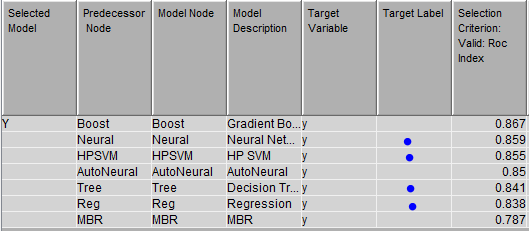 Selected Model Predecessor Node Model Node Model Description Target Variable Target Label Selection Criterion: Valid: Roc Index
Y Boost Boost Gradient Bo... y 0.867
Neural Neural Neural Net... y 0.859
HPSVM HPSVM HP SVM y 0.855
AutoNeural AutoNeural AutoNeural y 0.85
Tree Tree Decision Tr... y 0.841
Reg Reg Regression y 0.838
MBR MBR MBR y 0.787